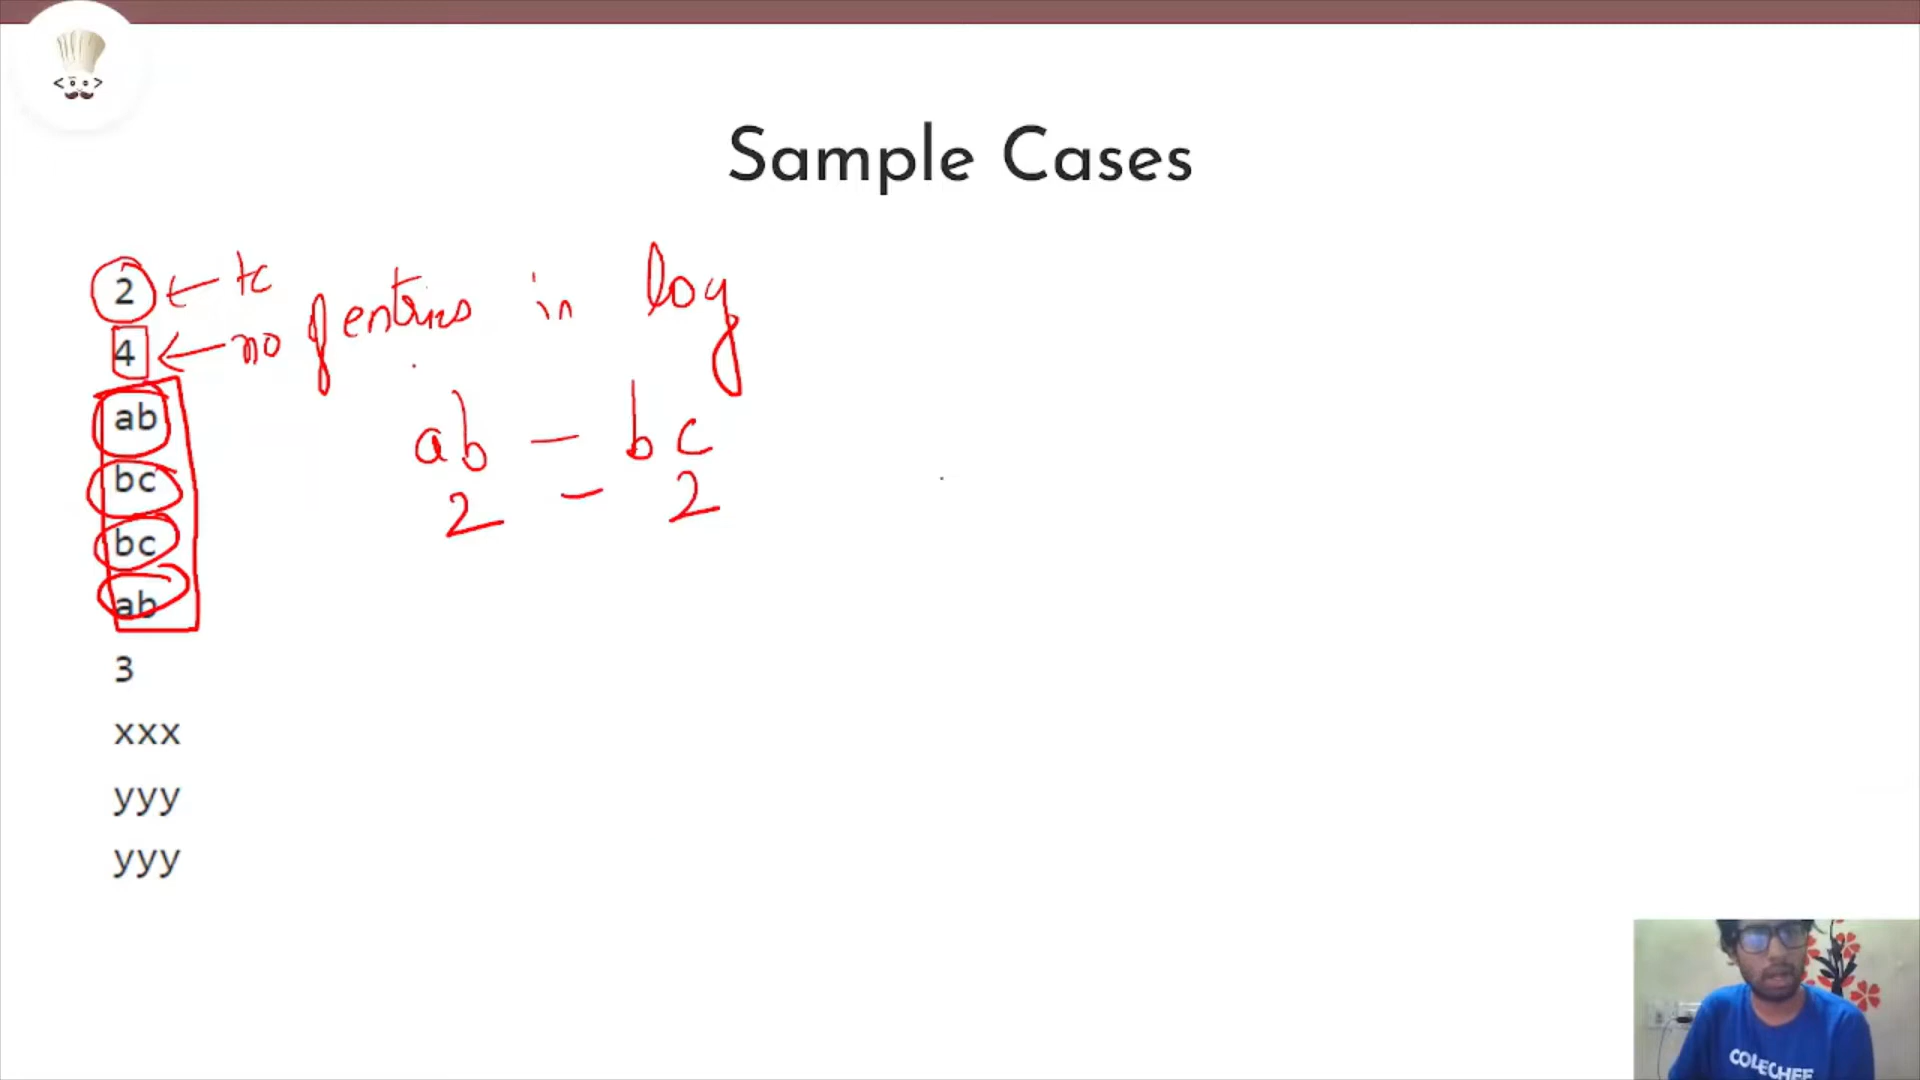 Sample Cases
2 ← tc
4 ← no of entries in log
ab
ab – bc
bc
2 – 2
bc
ab
3
xxx
yyy
yyy
CODECHEF